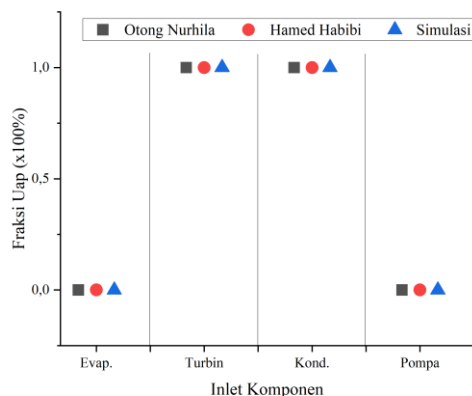 Otong Nurhila Hamed Habibi Simulasi
1,0
0,5
0,0
Fraksi Uap (x100%)
Evap. Turbin Kond. Pompa
Inlet Komponen